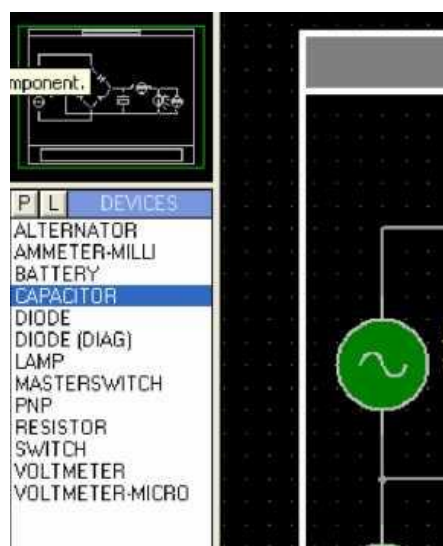 mponent.
P L DEVICES
ALTERNATOR
AMMETER-MILLI
BATTERY
CAPACITOR
DIODE
DIODE (DIAG)
LAMP
MASTERSWITCH
PNP
RESISTOR
SWITCH
VOLTMETER
VOLTMETER-MICRO